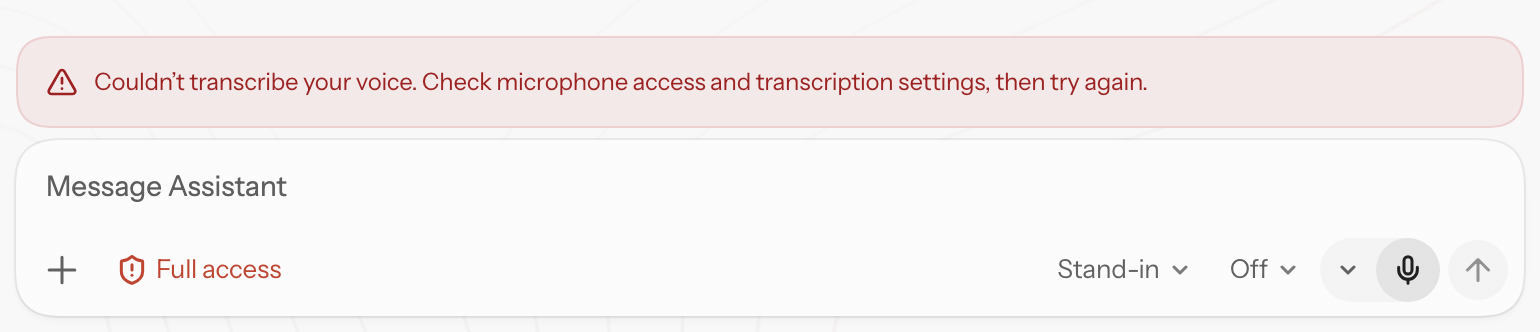 Couldn’t transcribe your voice. Check microphone access and transcription settings, then try again.
Message Assistant
Full access
Stand-in
Off